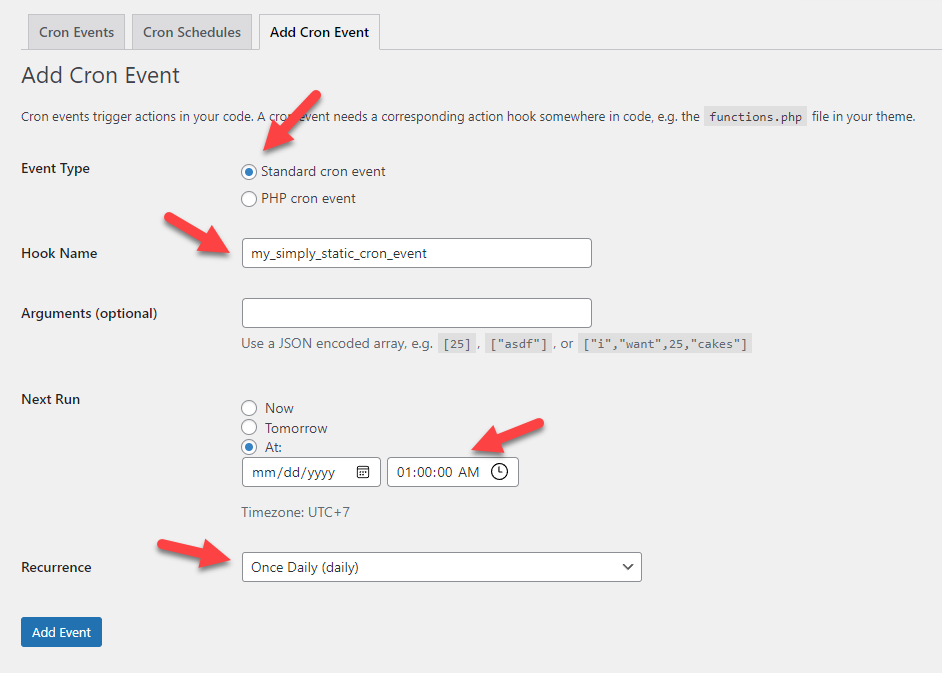 Cron Events Cron Schedules Add Cron Event
Add Cron Event
Cron events trigger actions in your code. A cron event needs a corresponding action hook somewhere in code, e.g. the functions.php file in your theme.
Event Type
Standard cron event
PHP cron event
Hook Name
my_simply_static_cron_event
Arguments (optional)
Use a JSON encoded array, e.g. [25] , ["asdf"] , or ["i","want",25,"cakes"]
Next Run
Now
Tomorrow
At:
mm/dd/yyyy 01:00:00 AM
Timezone: UTC+7
Recurrence
Once Daily (daily)
Add Event